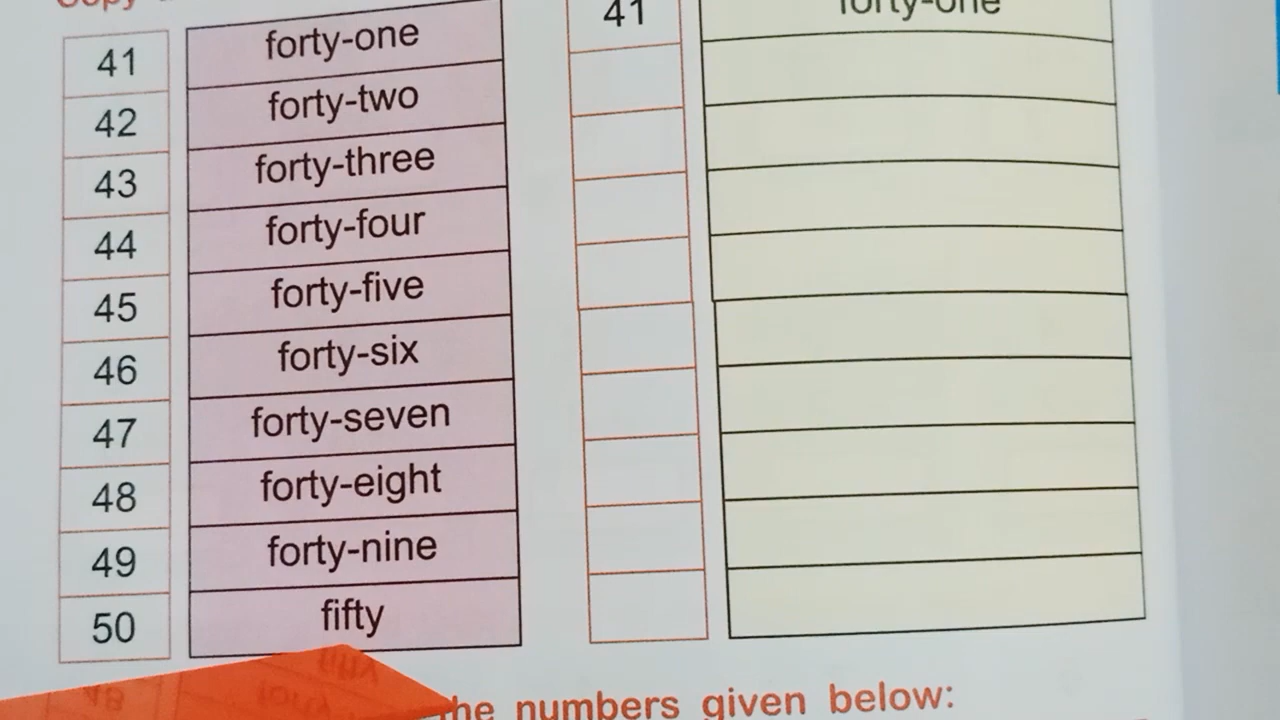 Copy
41 forty-one 41 forty-one
42 forty-two
43 forty-three
44 forty-four
45 forty-five
46 forty-six
47 forty-seven
48 forty-eight
49 forty-nine
50 fifty
the numbers given below: